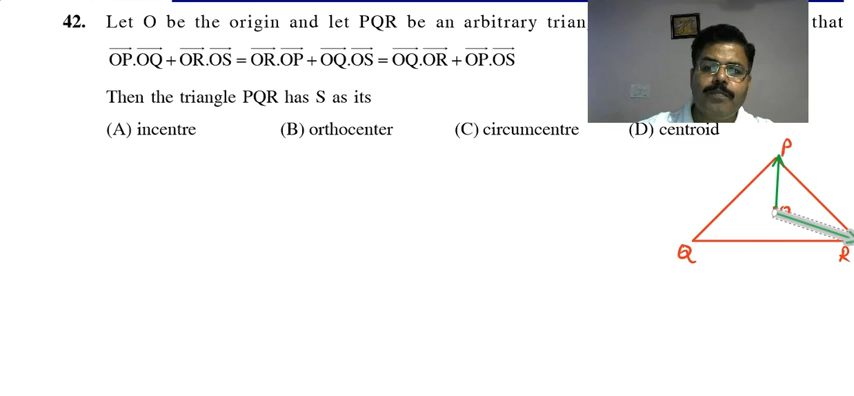 42. Let O be the origin and let PQR be an arbitrary trian that
OP.OQ + OR.OS = OR.OP + OQ.OS = OQ.OR + OP.OS
Then the triangle PQR has S as its
(A) incentre (B) orthocenter (C) circumcentre (D) centroid
P
Q R